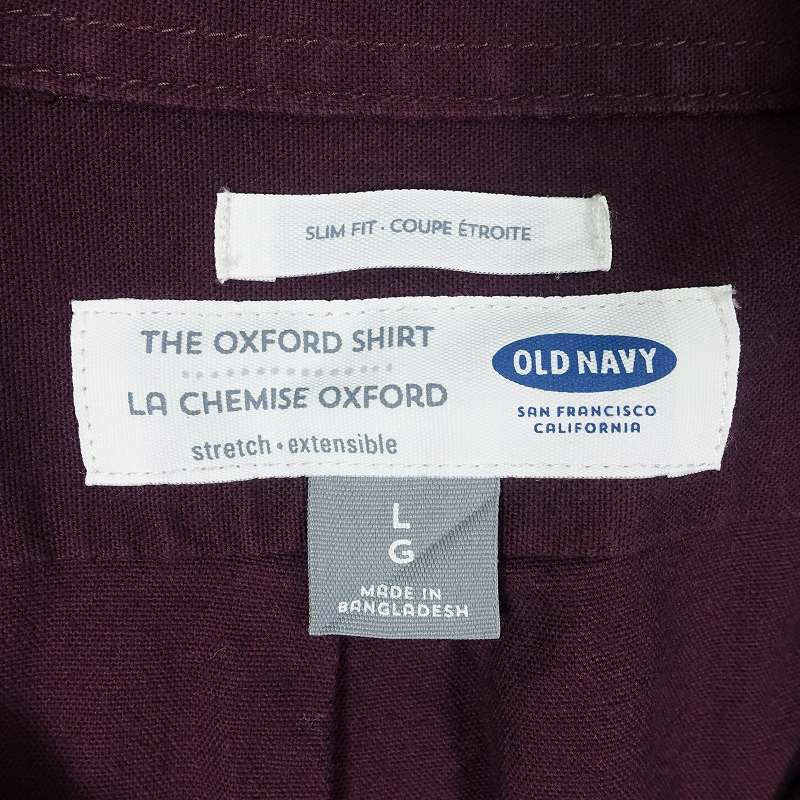 SLIM FIT · COUPE ÉTROITE
THE OXFORD SHIRT
LA CHEMISE OXFORD
stretch · extensible
OLD NAVY
SAN FRANCISCO
CALIFORNIA
L
G
MADE IN
BANGLADESH